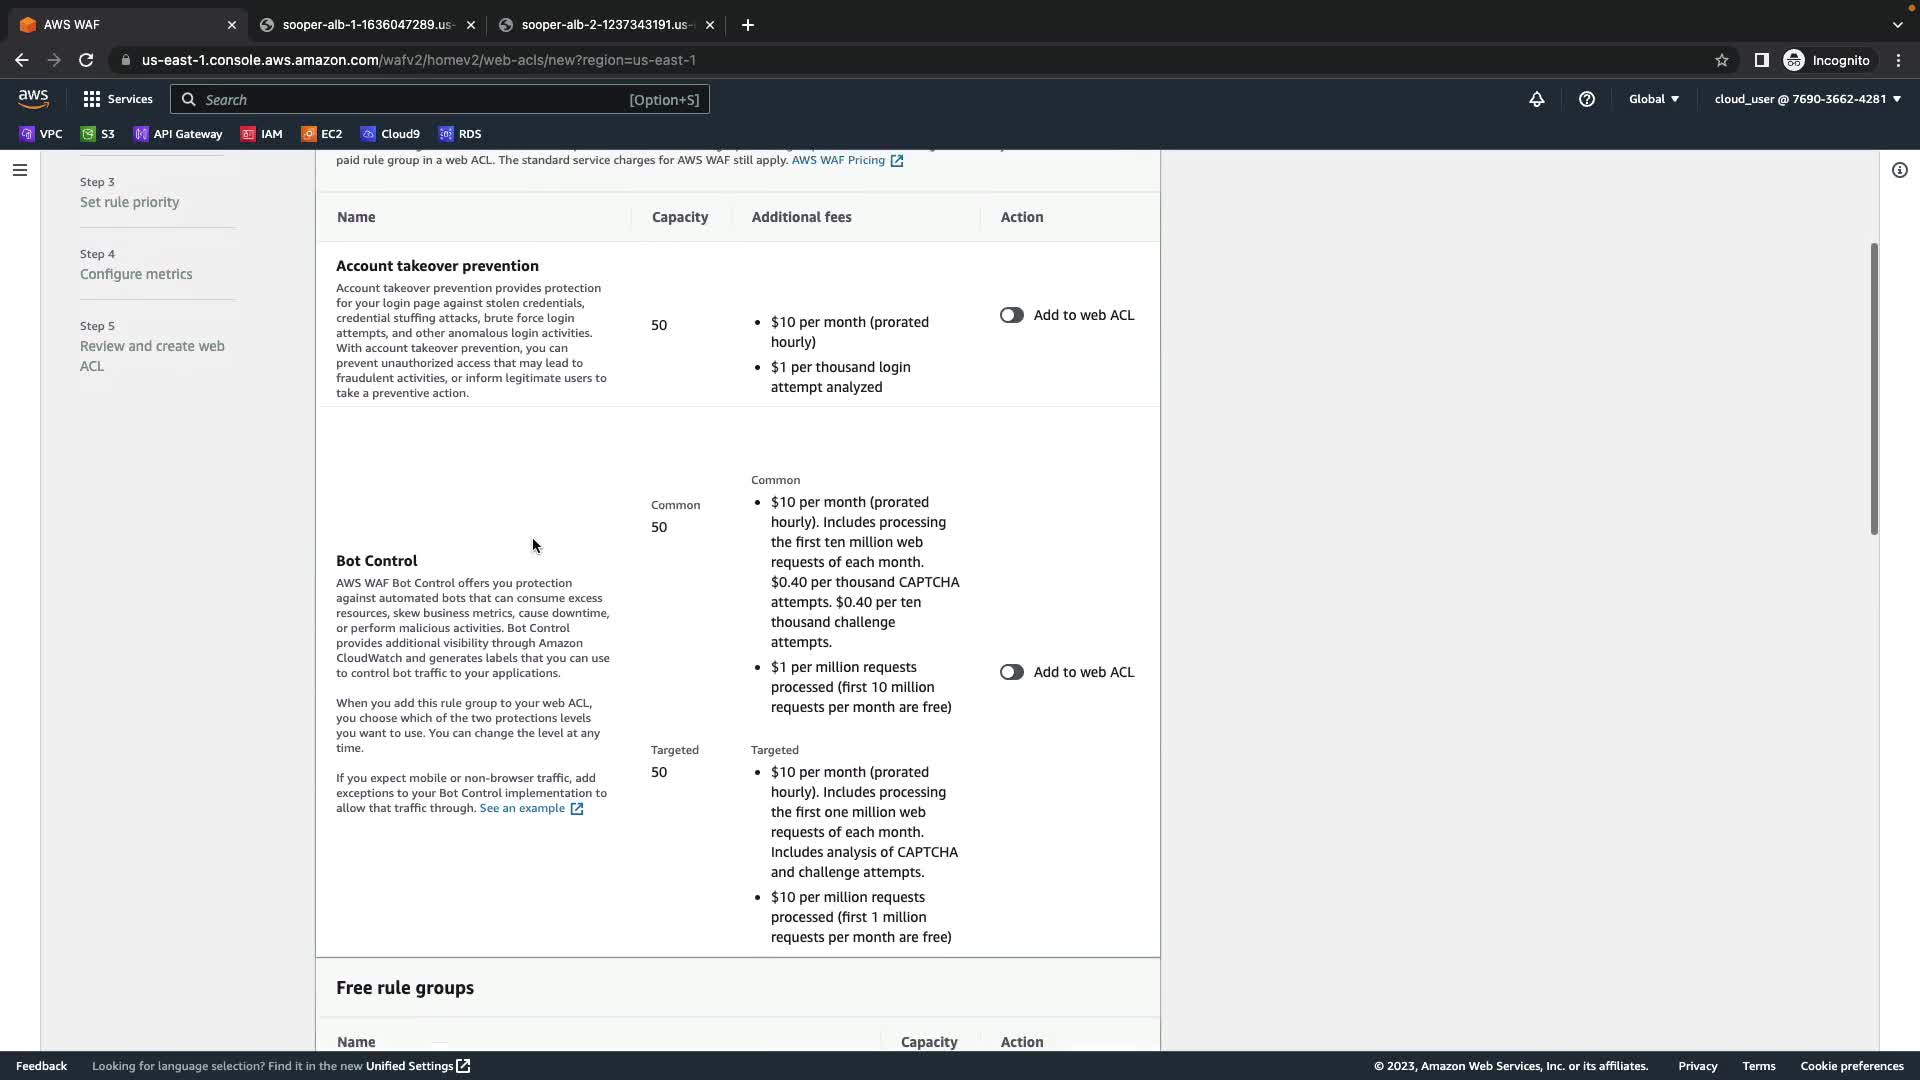 AWS WAF
sooper-alb-1-1636047289.us-
sooper-alb-2-1237343191.us-
us-east-1.console.aws.amazon.com/wafv2/homev2/web-acls/new?region=us-east-1
Incognito
aws
Services
Search
[Option+S]
Global
cloud_user @ 7690-3662-4281
VPC
S3
API Gateway
IAM
EC2
Cloud9
RDS
Step 3
Set rule priority
Step 4
Configure metrics
Step 5
Review and create web
ACL
paid rule group in a web ACL. The standard service charges for AWS WAF still apply. AWS WAF Pricing
Name
Capacity
Additional fees
Action
Account takeover prevention
Account takeover prevention provides protection
for your login page against stolen credentials,
credential stuffing attacks, brute force login
attempts, and other anomalous login activities.
With account takeover prevention, you can
prevent unauthorized access that may lead to
fraudulent activities, or inform legitimate users to
take a preventive action.
50
• $10 per month (prorated
hourly)
• $1 per thousand login
attempt analyzed
Add to web ACL
Bot Control
AWS WAF Bot Control offers you protection
against automated bots that can consume excess
resources, skew business metrics, cause downtime,
or perform malicious activities. Bot Control
provides additional visibility through Amazon
CloudWatch and generates labels that you can use
to control bot traffic to your applications.
When you add this rule group to your web ACL,
you choose which of the two protections levels
you want to use. You can change the level at any
time.
If you expect mobile or non-browser traffic, add
exceptions to your Bot Control implementation to
allow that traffic through. See an example
Common
50
Common
• $10 per month (prorated
hourly). Includes processing
the first ten million web
requests of each month.
$0.40 per thousand CAPTCHA
attempts. $0.40 per ten
thousand challenge
attempts.
• $1 per million requests
processed (first 10 million
requests per month are free)
Targeted
50
Targeted
• $10 per month (prorated
hourly). Includes processing
the first one million web
requests of each month.
Includes analysis of CAPTCHA
and challenge attempts.
• $10 per million requests
processed (first 1 million
requests per month are free)
Add to web ACL
Free rule groups
Name
Capacity
Action
Feedback
Looking for language selection? Find it in the new Unified Settings
© 2023, Amazon Web Services, Inc. or its affiliates.
Privacy
Terms
Cookie preferences